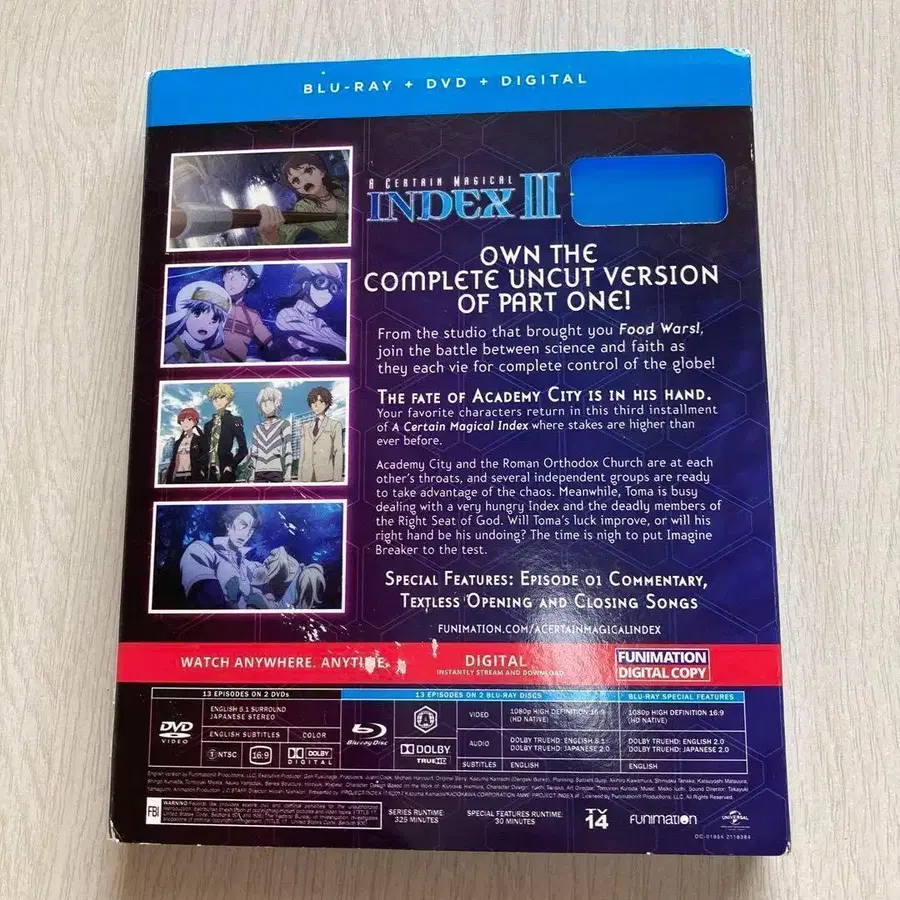 BLU-RAY + DVD + DIGITAL
A CERTAIN MAGICAL
INDEX III
OWN THE
COMPLETE UNCUT VERSION
OF PART ONE!
From the studio that brought you Food Wars!,
join the battle between science and faith as
they each vie for complete control of the globe!
THE FATE OF ACADEMY CITY IS IN HIS HAND.
Your favorite characters return in this third installment
of A Certain Magical Index where stakes are higher than
ever before.
Academy City and the Roman Orthodox Church are at each
other's throats, and several independent groups are ready
to take advantage of the chaos. Meanwhile, Toma is busy
dealing with a very hungry Index and the deadly members of
the Right Seat of God. Will Toma's luck improve, or will his
right hand be his undoing? The time is nigh to put Imagine
Breaker to the test.
SPECIAL FEATURES: EPISODE 01 COMMENTARY,
TEXTLESS OPENING AND CLOSING SONGS
FUNIMATION.COM/ACERTAINMAGICALINDEX
WATCH ANYWHERE. ANYTIME.
DIGITAL
INSTANTLY STREAM AND DOWNLOAD
FUNIMATION
DIGITAL COPY
13 EPISODES ON 2 DVDs
13 EPISODES ON 2 BLU-RAY DISCS
BLU-RAY SPECIAL FEATURES
DVD
VIDEO
ENGLISH 5.1 SURROUND
JAPANESE STEREO
ENGLISH SUBTITLES
COLOR
1 NTSC
16:9
DOLBY
DIGITAL
Blu-ray Disc
A
DOLBY
TRUEHD
VIDEO
1080p HIGH DEFINITION 16:9
(HD NATIVE)
1080p HIGH DEFINITION 16:9
(HD NATIVE)
AUDIO
DOLBY TRUEHD: ENGLISH 5.1
DOLBY TRUEHD: JAPANESE 2.0
DOLBY TRUEHD: ENGLISH 2.0
DOLBY TRUEHD: JAPANESE 2.0
SUBTITLES
ENGLISH
ENGLISH
FBI
WARNING
SERIES RUNTIME:
325 MINUTES
SPECIAL FEATURES RUNTIME:
30 MINUTES
TV
14
FUNIMATION
UNIVERSAL